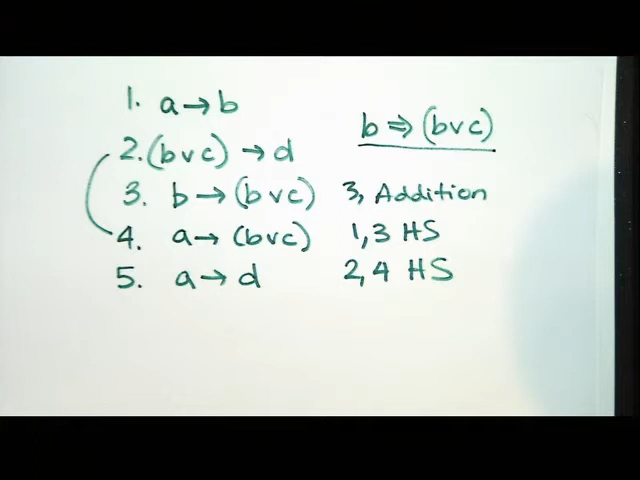 1. a → b
b ⇒ (b ∨ c)
2. (b ∨ c) → d
3. b → (b ∨ c) 3, Addition
4. a → (b ∨ c) 1,3 HS
5. a → d 2,4 HS